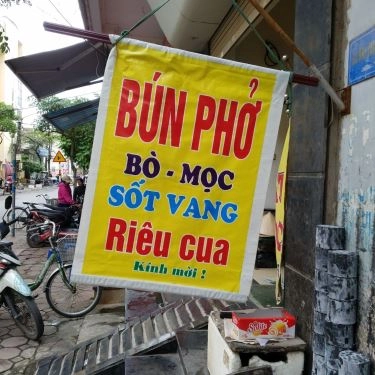 BÚN PHỞ
BÒ - MỌC
SỐT VANG
Riêu cua
Kính mời !